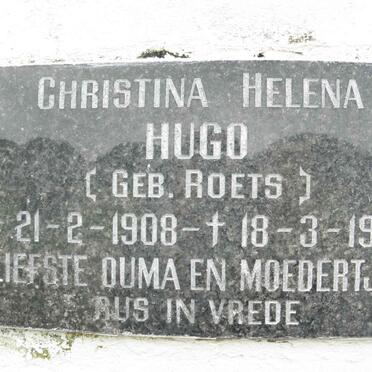 CHRISTINA HELENA
HUGO
( GEB. ROETS )
21-2-1908-† 18-3-19
LIEFSTE OUMA EN MOEDERTJ
RUS IN VREDE